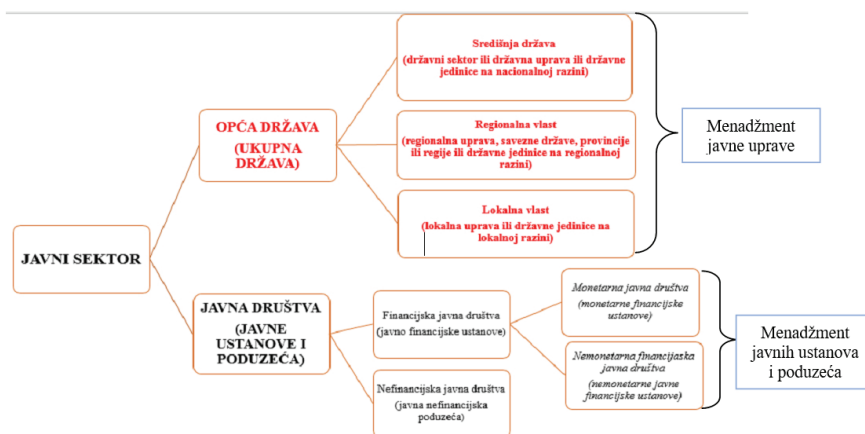 Središnja država
(državni sektor ili državna uprava ili državne
jedinice na nacionalnoj razini)
OPĆA DRŽAVA
(UKUPNA
DRŽAVA)
Regionalna vlast
(regionalna uprava, savezne države, provincije
ili regije ili državne jedinice na regionalnoj
razini)
Menadžment
javne uprave
Lokalna vlast
(lokalna uprava ili državne jedinice na
lokalnoj razini)
JAVNI SEKTOR
JAVNA DRUŠTVA
(JAVNE
USTANOVE I
PODUZEĆA)
Financijska javna društva
(javno financijske ustanove)
Monetarna javna društva
(monetarne financijske
ustanove)
Nemonetarna financijaska
javna društva
(nemonetarne javne
financijske ustanove)
Menadžment
javnih ustanova
i poduzeća
Nefinancijska javna društva
(javna nefinancijska
poduzeća)